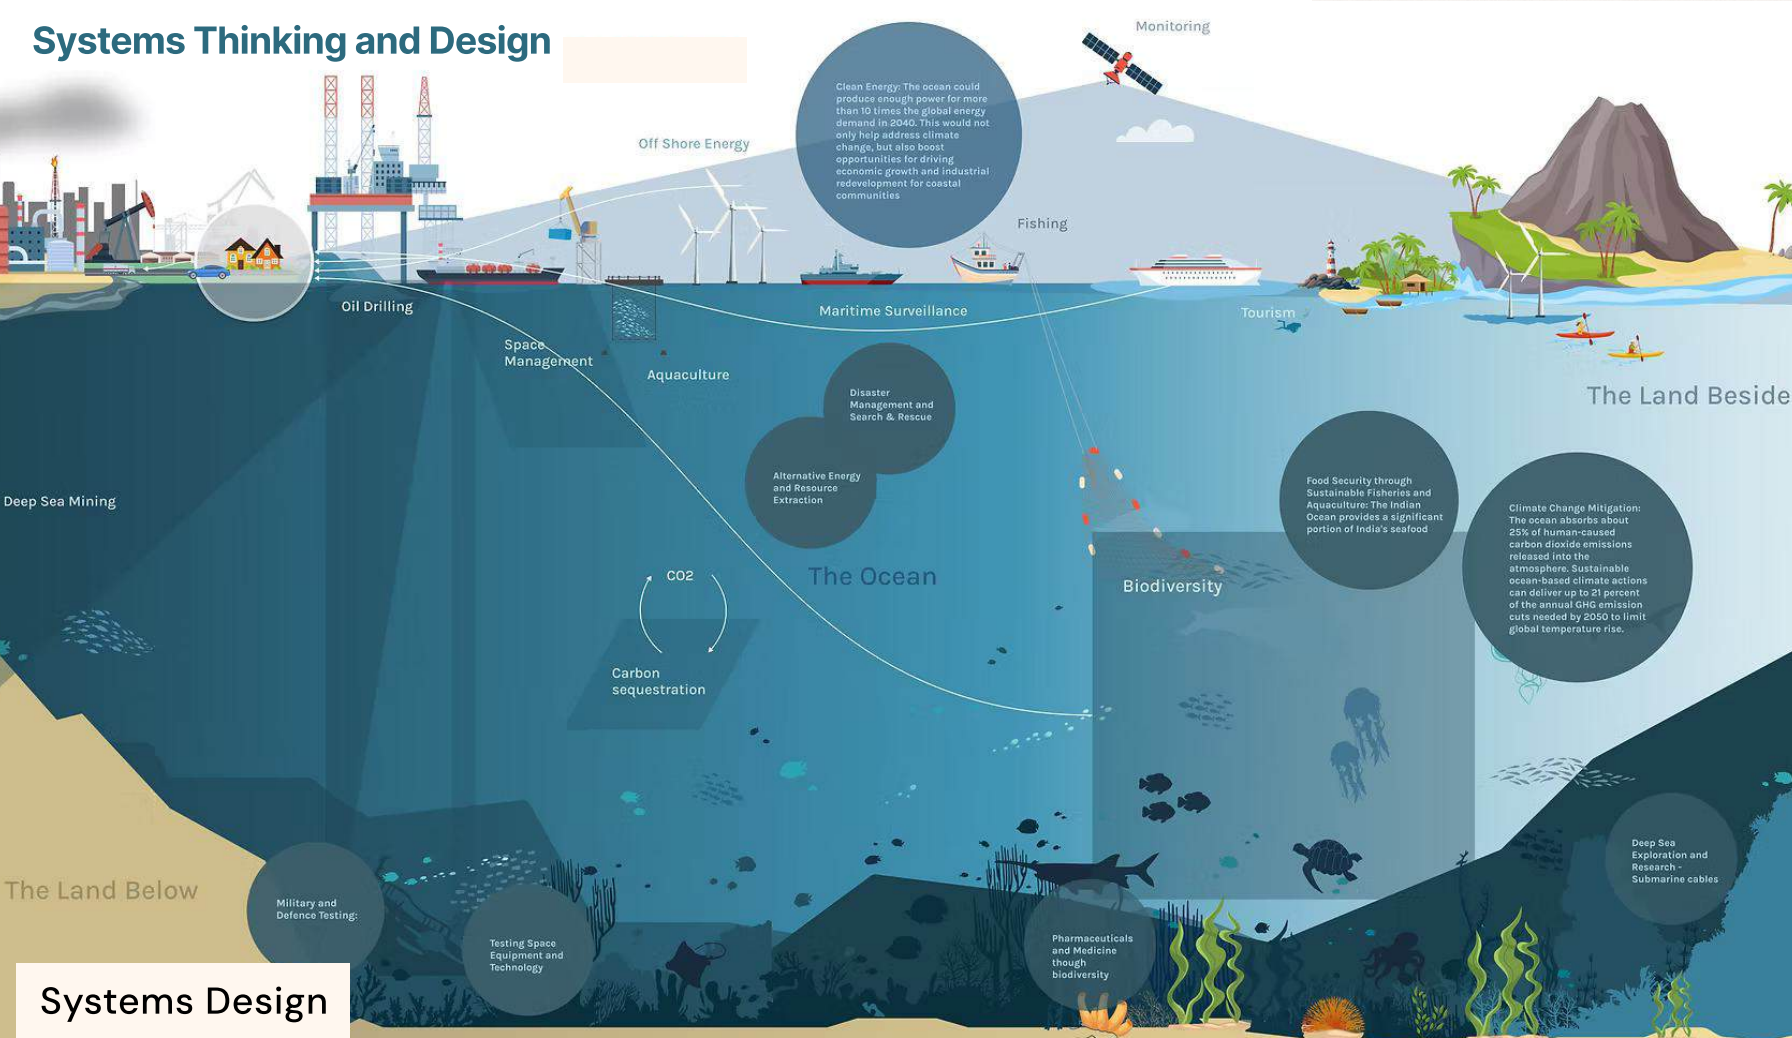 Systems Thinking and Design
Monitoring
Clean Energy: The ocean could
produce enough power for more
than 10 times the global energy
demand in 2040. This would not
only help address climate
change, but also boost
opportunities for driving
economic growth and industrial
redevelopment for coastal
communities
Off Shore Energy
Fishing
Oil Drilling
Maritime Surveillance
Tourism
Space
Management
Aquaculture
The Land Beside
Disaster
Management and
Search & Rescue
Alternative Energy
and Resource
Extraction
Deep Sea Mining
Food Security through
Sustainable Fisheries and
Aquaculture: The Indian
Ocean provides a significant
portion of India's seafood
Climate Change Mitigation:
The ocean absorbs about
25% of human-caused
carbon dioxide emissions
released into the
atmosphere. Sustainable
ocean-based climate actions
can deliver up to 21 percent
of the annual GHG emission
cuts needed by 2050 to limit
global temperature rise.
The Ocean
CO2
Biodiversity
Carbon
sequestration
The Land Below
Military and
Defence Testing:
Testing Space
Equipment and
Technology
Pharmaceuticals
and Medicine
though
biodiversity
Deep Sea
Exploration and
Research -
Submarine cables
Systems Design